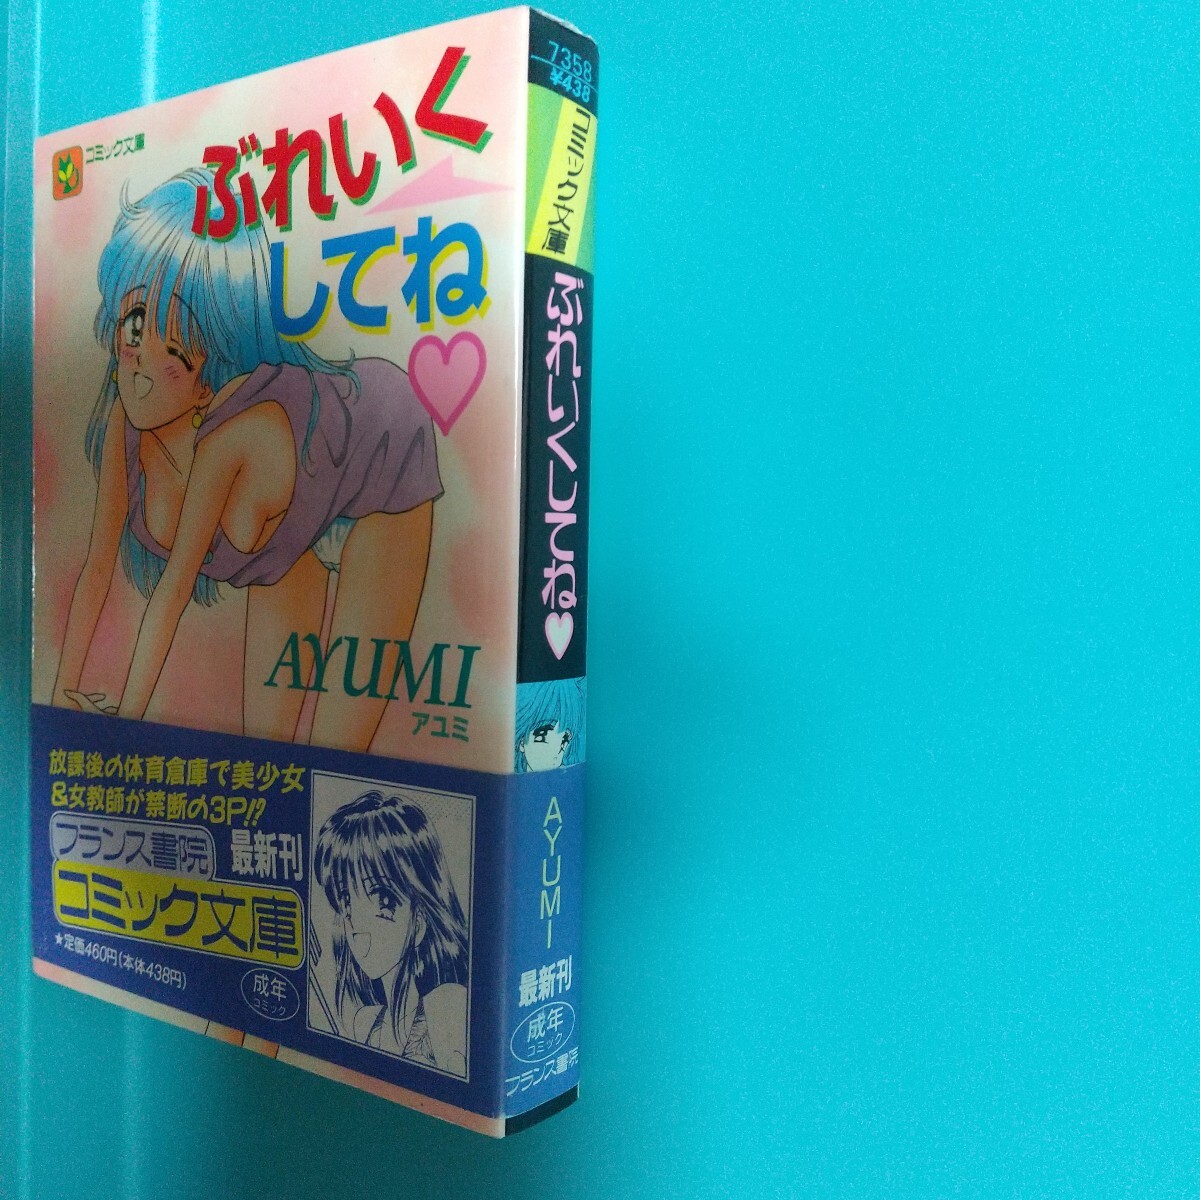 コミック文庫
ぶれいく
してね♡
AYUMI
アユミ
放課後の体育倉庫で美少女
&女教師が禁断の3P!?
フランス書院
最新刊
コミック文庫
★定価460円(本体438円)
成年
コミック
7358
¥438
コミック文庫
ぶれいくしてね♡
AYUMI
最新刊
成年
コミック
フランス書院